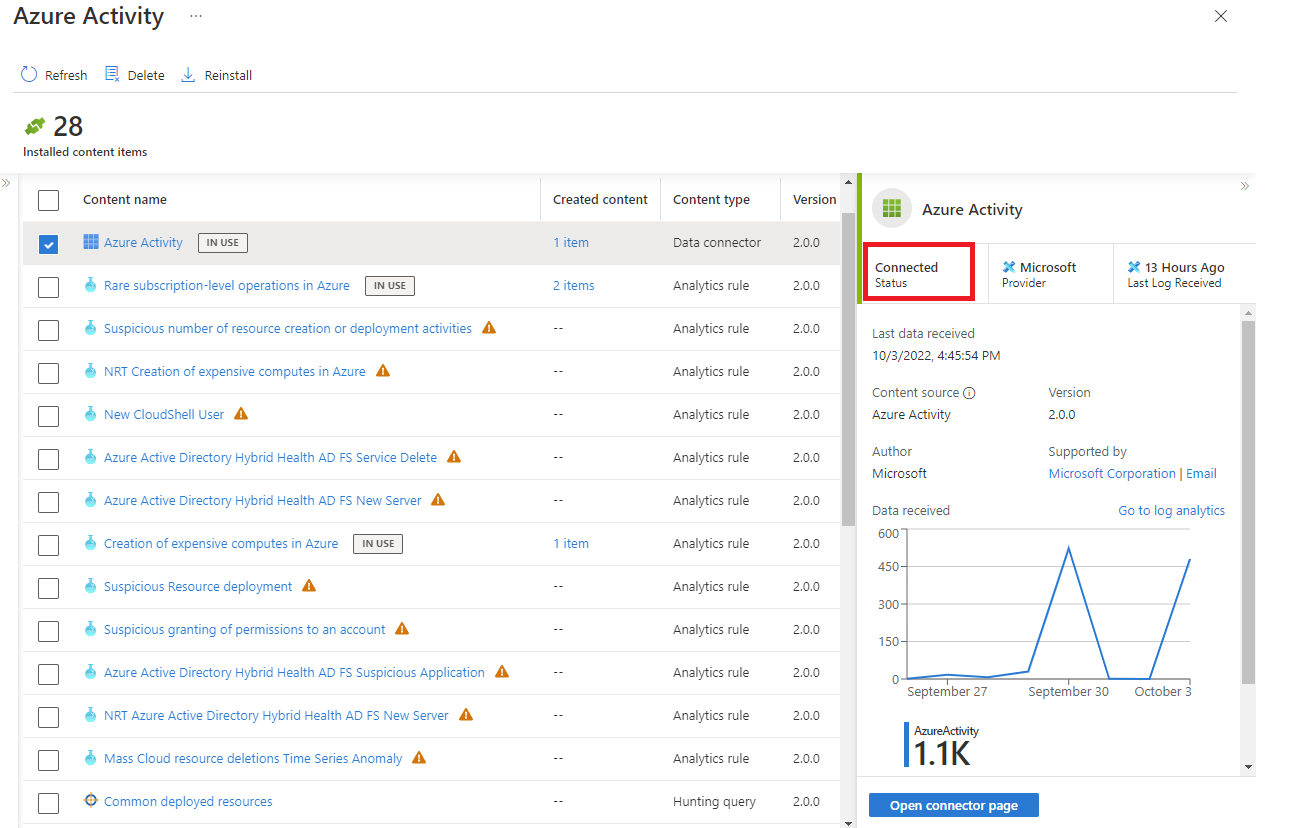 Azure Activity ...
Refresh Delete Reinstall
28
Installed content items
Content name Created content Content type Version
Azure Activity IN USE 1 item Data connector 2.0.0
Rare subscription-level operations in Azure IN USE 2 items Analytics rule 2.0.0
Suspicious number of resource creation or deployment activities -- Analytics rule 2.0.0
NRT Creation of expensive computes in Azure -- Analytics rule 2.0.0
New CloudShell User -- Analytics rule 2.0.0
Azure Active Directory Hybrid Health AD FS Service Delete -- Analytics rule 2.0.0
Azure Active Directory Hybrid Health AD FS New Server -- Analytics rule 2.0.0
Creation of expensive computes in Azure IN USE 1 item Analytics rule 2.0.0
Suspicious Resource deployment -- Analytics rule 2.0.0
Suspicious granting of permissions to an account -- Analytics rule 2.0.0
Azure Active Directory Hybrid Health AD FS Suspicious Application -- Analytics rule 2.0.0
NRT Azure Active Directory Hybrid Health AD FS New Server -- Analytics rule 2.0.0
Mass Cloud resource deletions Time Series Anomaly -- Analytics rule 2.0.0
Common deployed resources -- Hunting query 2.0.0
Azure Activity
Connected Microsoft 13 Hours Ago
Status Provider Last Log Received
Last data received
10/3/2022, 4:45:54 PM
Content source Version
Azure Activity 2.0.0
Author Supported by
Microsoft Microsoft Corporation | Email
Data received Go to log analytics
600
450
300
150
0
September 27 September 30 October 3
AzureActivity
1.1K
Open connector page